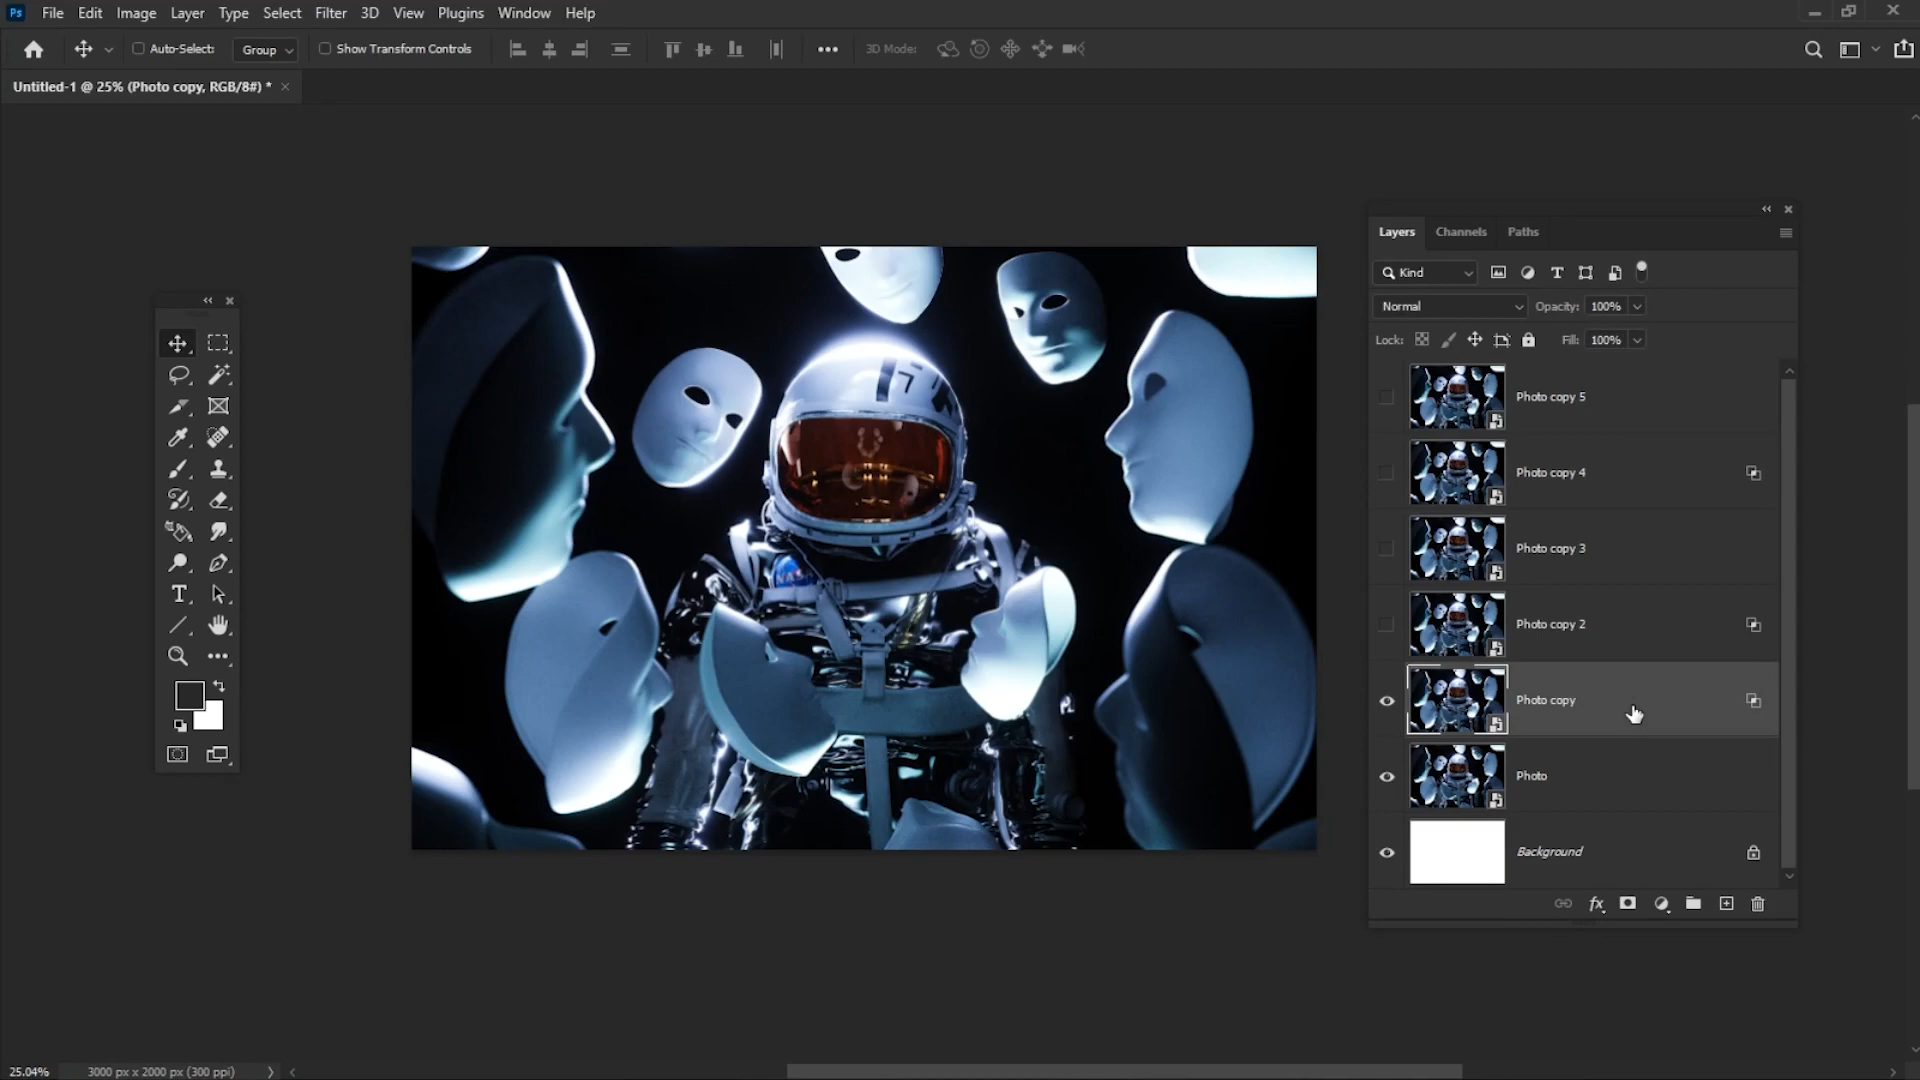 Ps File Edit Image Layer Type Select Filter 3D View Plugins Window Help
Auto-Select: Group Show Transform Controls 3D Mode:
Untitled-1 @ 25% (Photo copy, RGB/8#) *
Layers Channels Paths
Kind
Normal Opacity: 100%
Lock: Fill: 100%
Photo copy 5
Photo copy 4
Photo copy 3
Photo copy 2
Photo copy
Photo
Background
NASA
25.04% 3000 px x 2000 px (300 ppi)